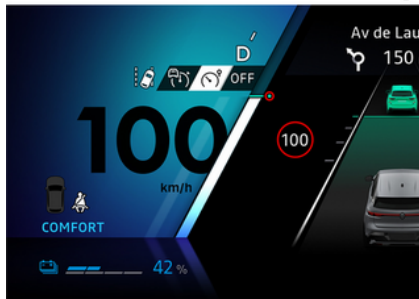 D
Av de Lau
150
OFF
100
100
km/h
COMFORT
42 %